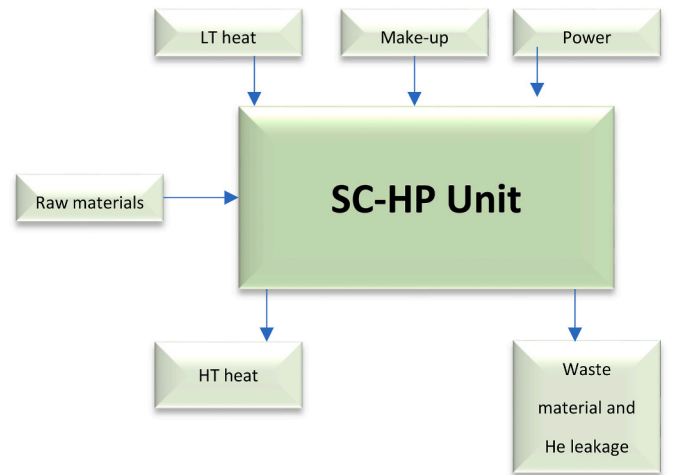 LT heat
Make-up
Power
Raw materials
SC-HP Unit
HT heat
Waste
material and
He leakage